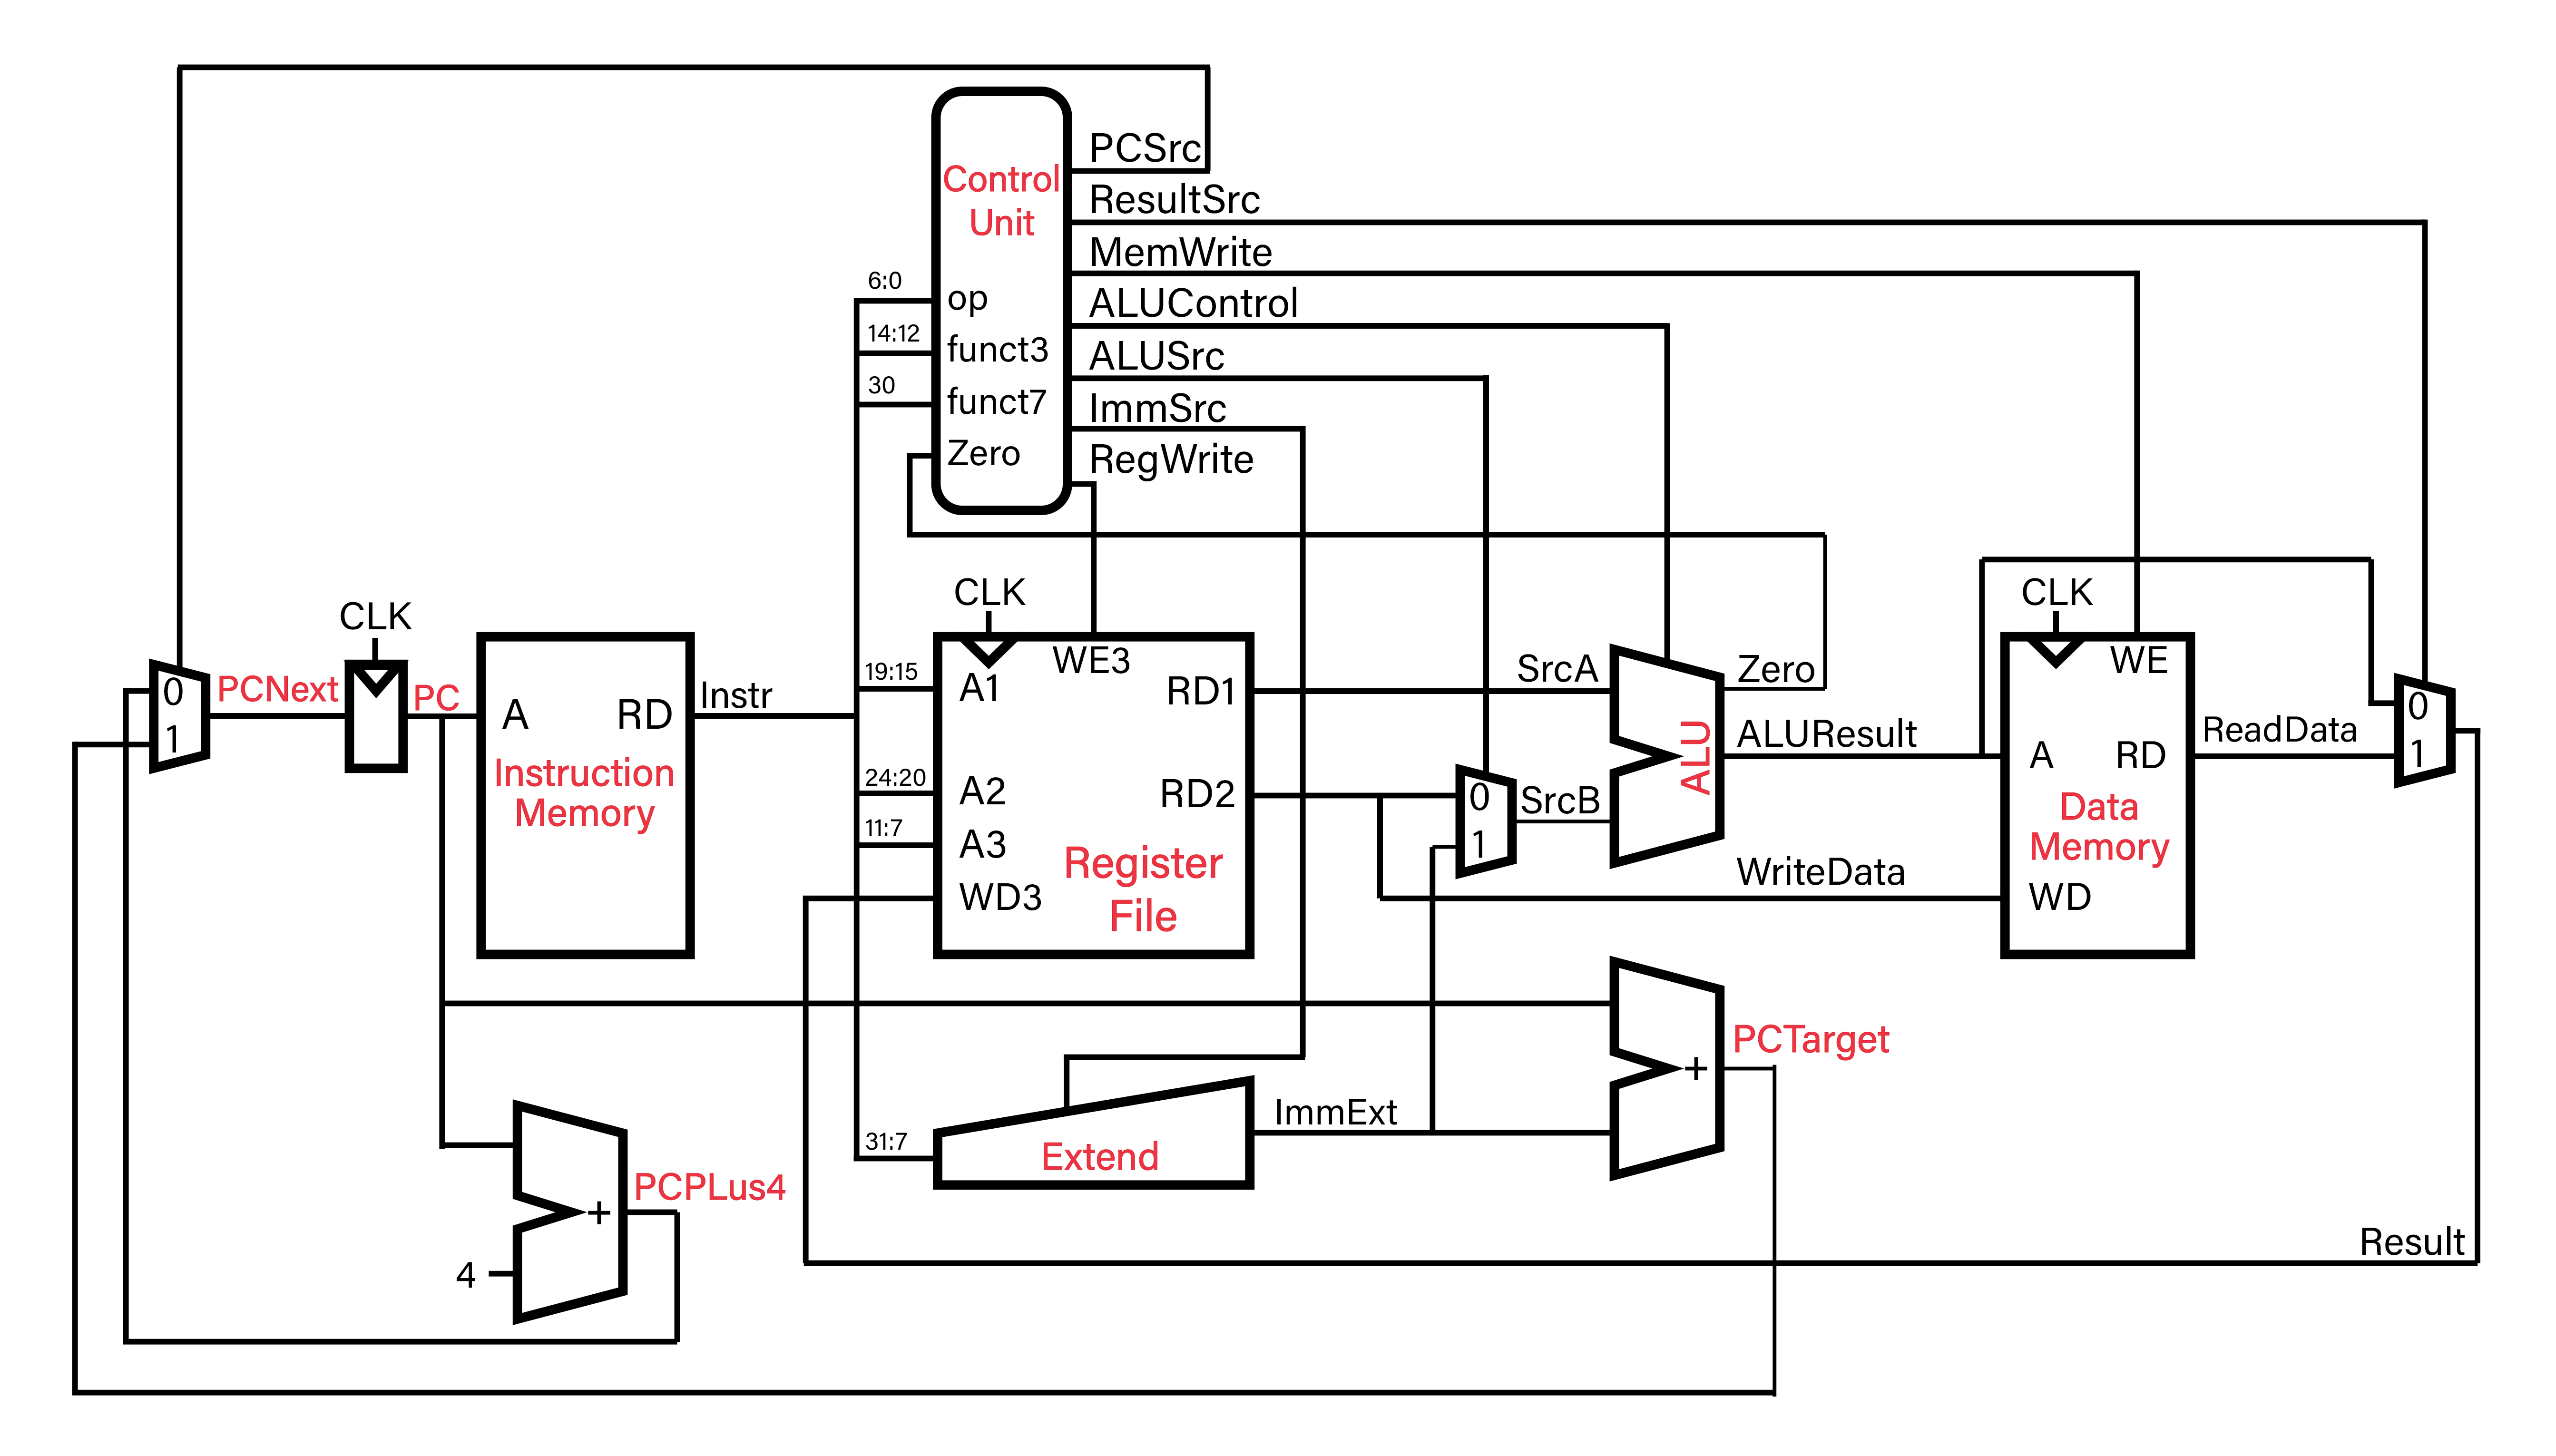 PCSrc
Control
Unit
ResultSrc
MemWrite
6:0
op
ALUControl
14:12
funct3
ALUSrc
30
funct7
ImmSrc
Zero
RegWrite
CLK
CLK
CLK
0
1
PCNext
PC
A
RD
Instruction
Memory
Instr
19:15
A1
WE3
RD1
24:20
A2
RD2
11:7
A3
WD3
Register
File
SrcA
0
1
SrcB
ALU
Zero
ALUResult
WriteData
WE
A
RD
Data
Memory
WD
ReadData
0
1
31:7
Extend
ImmExt
+
PCTarget
PCPLus4
+
4
Result